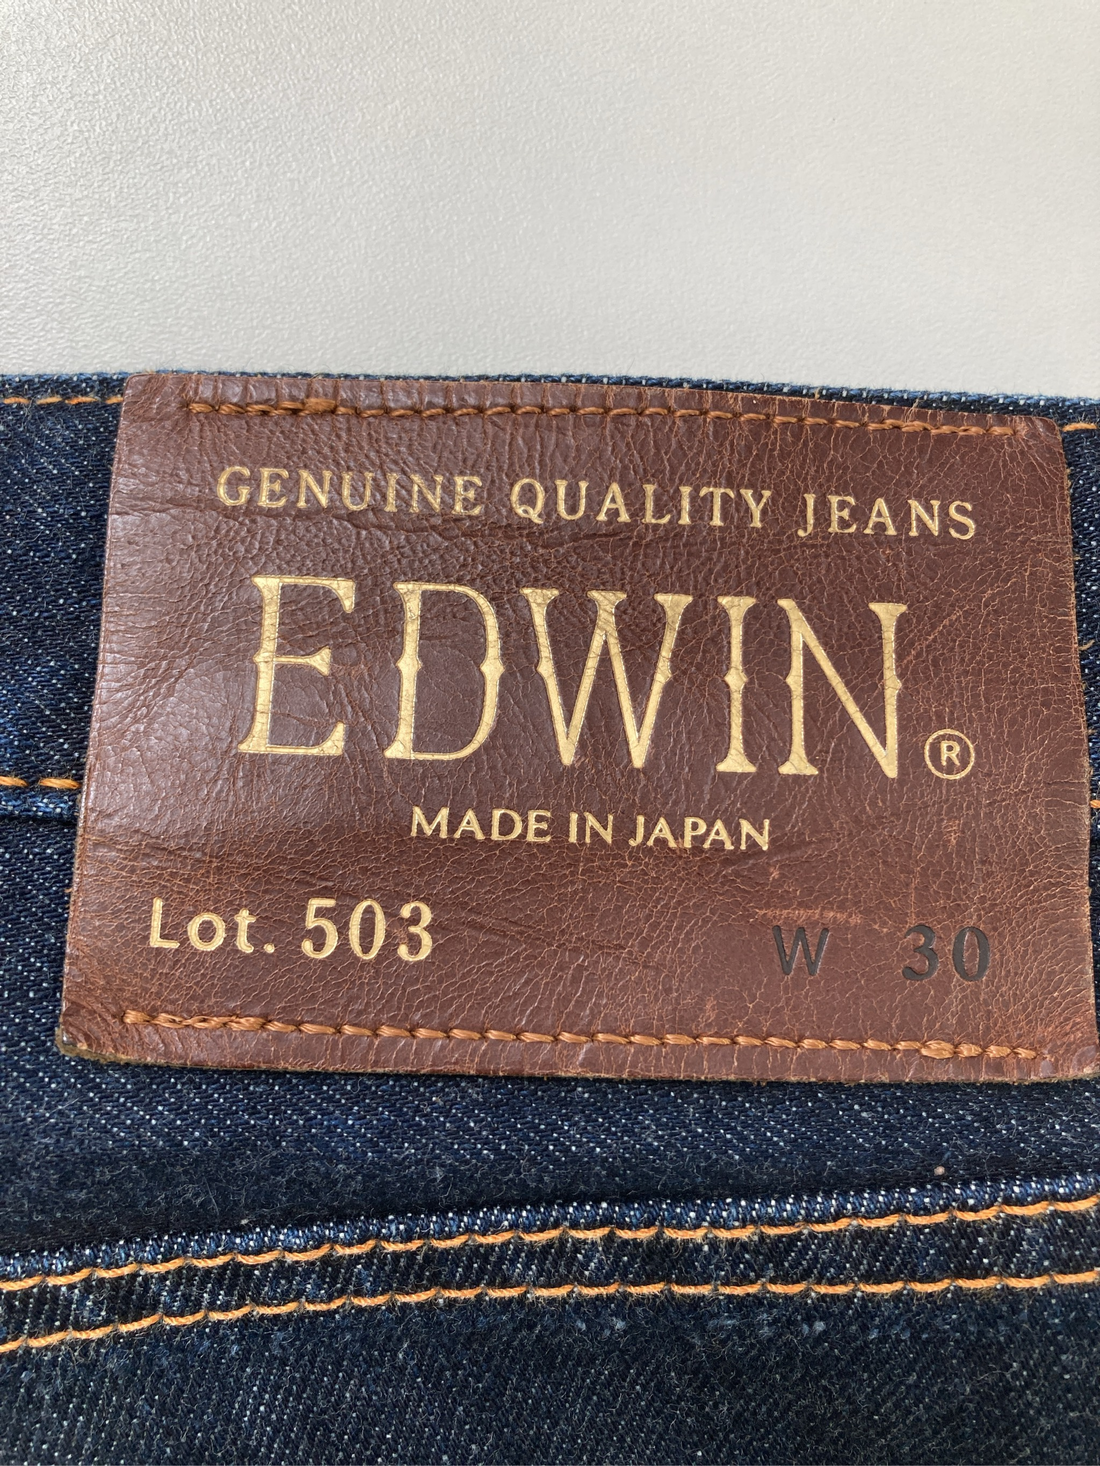 GENUINE QUALITY JEANS
EDWIN®
MADE IN JAPAN
Lot. 503 W 30